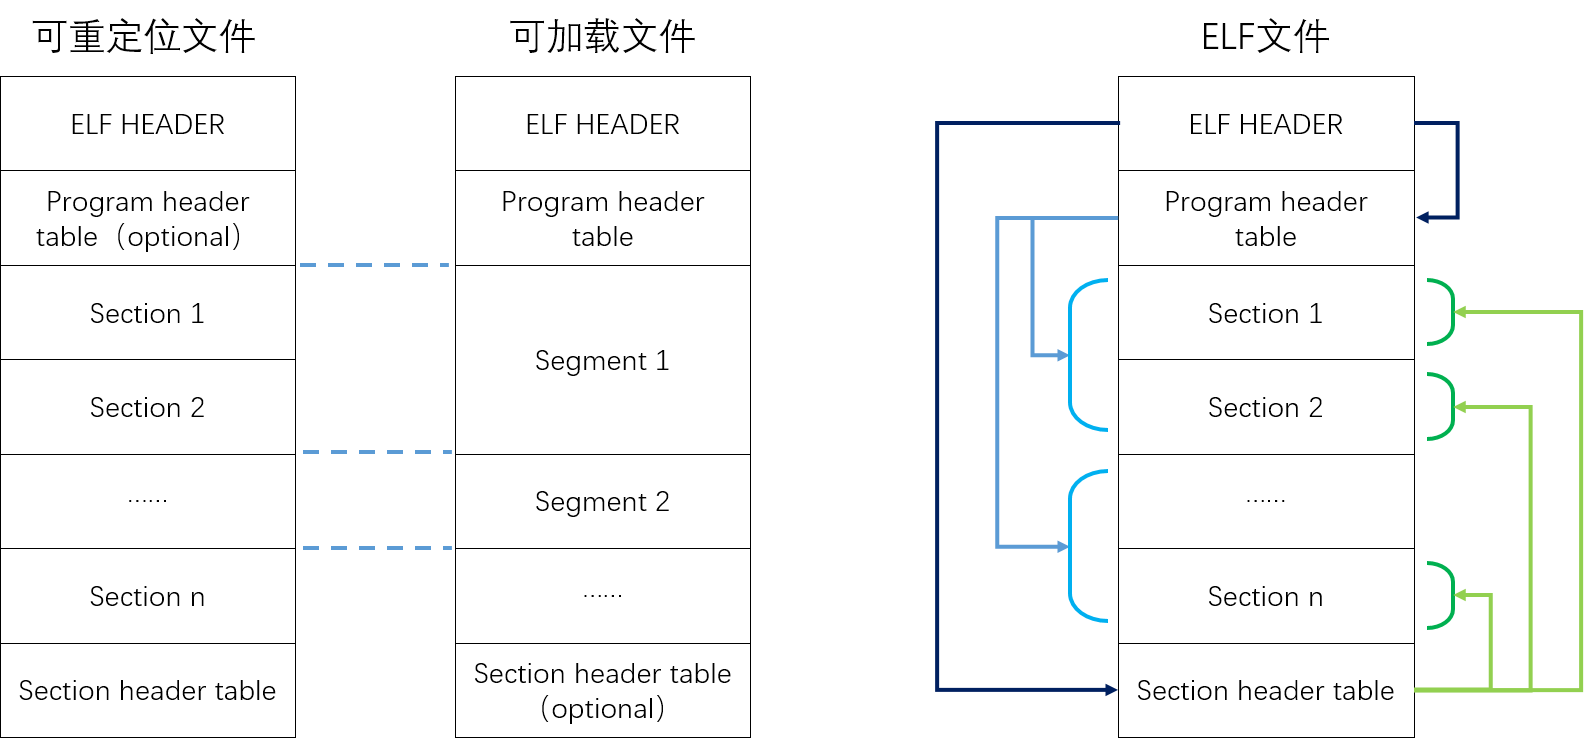 可重定位文件
ELF HEADER
Program header
table（optional）
Section 1
Section 2
……
Section n
Section header table
可加载文件
ELF HEADER
Program header
table
Segment 1
Segment 2
……
Section header table
（optional）
ELF文件
ELF HEADER
Program header
table
Section 1
Section 2
……
Section n
Section header table